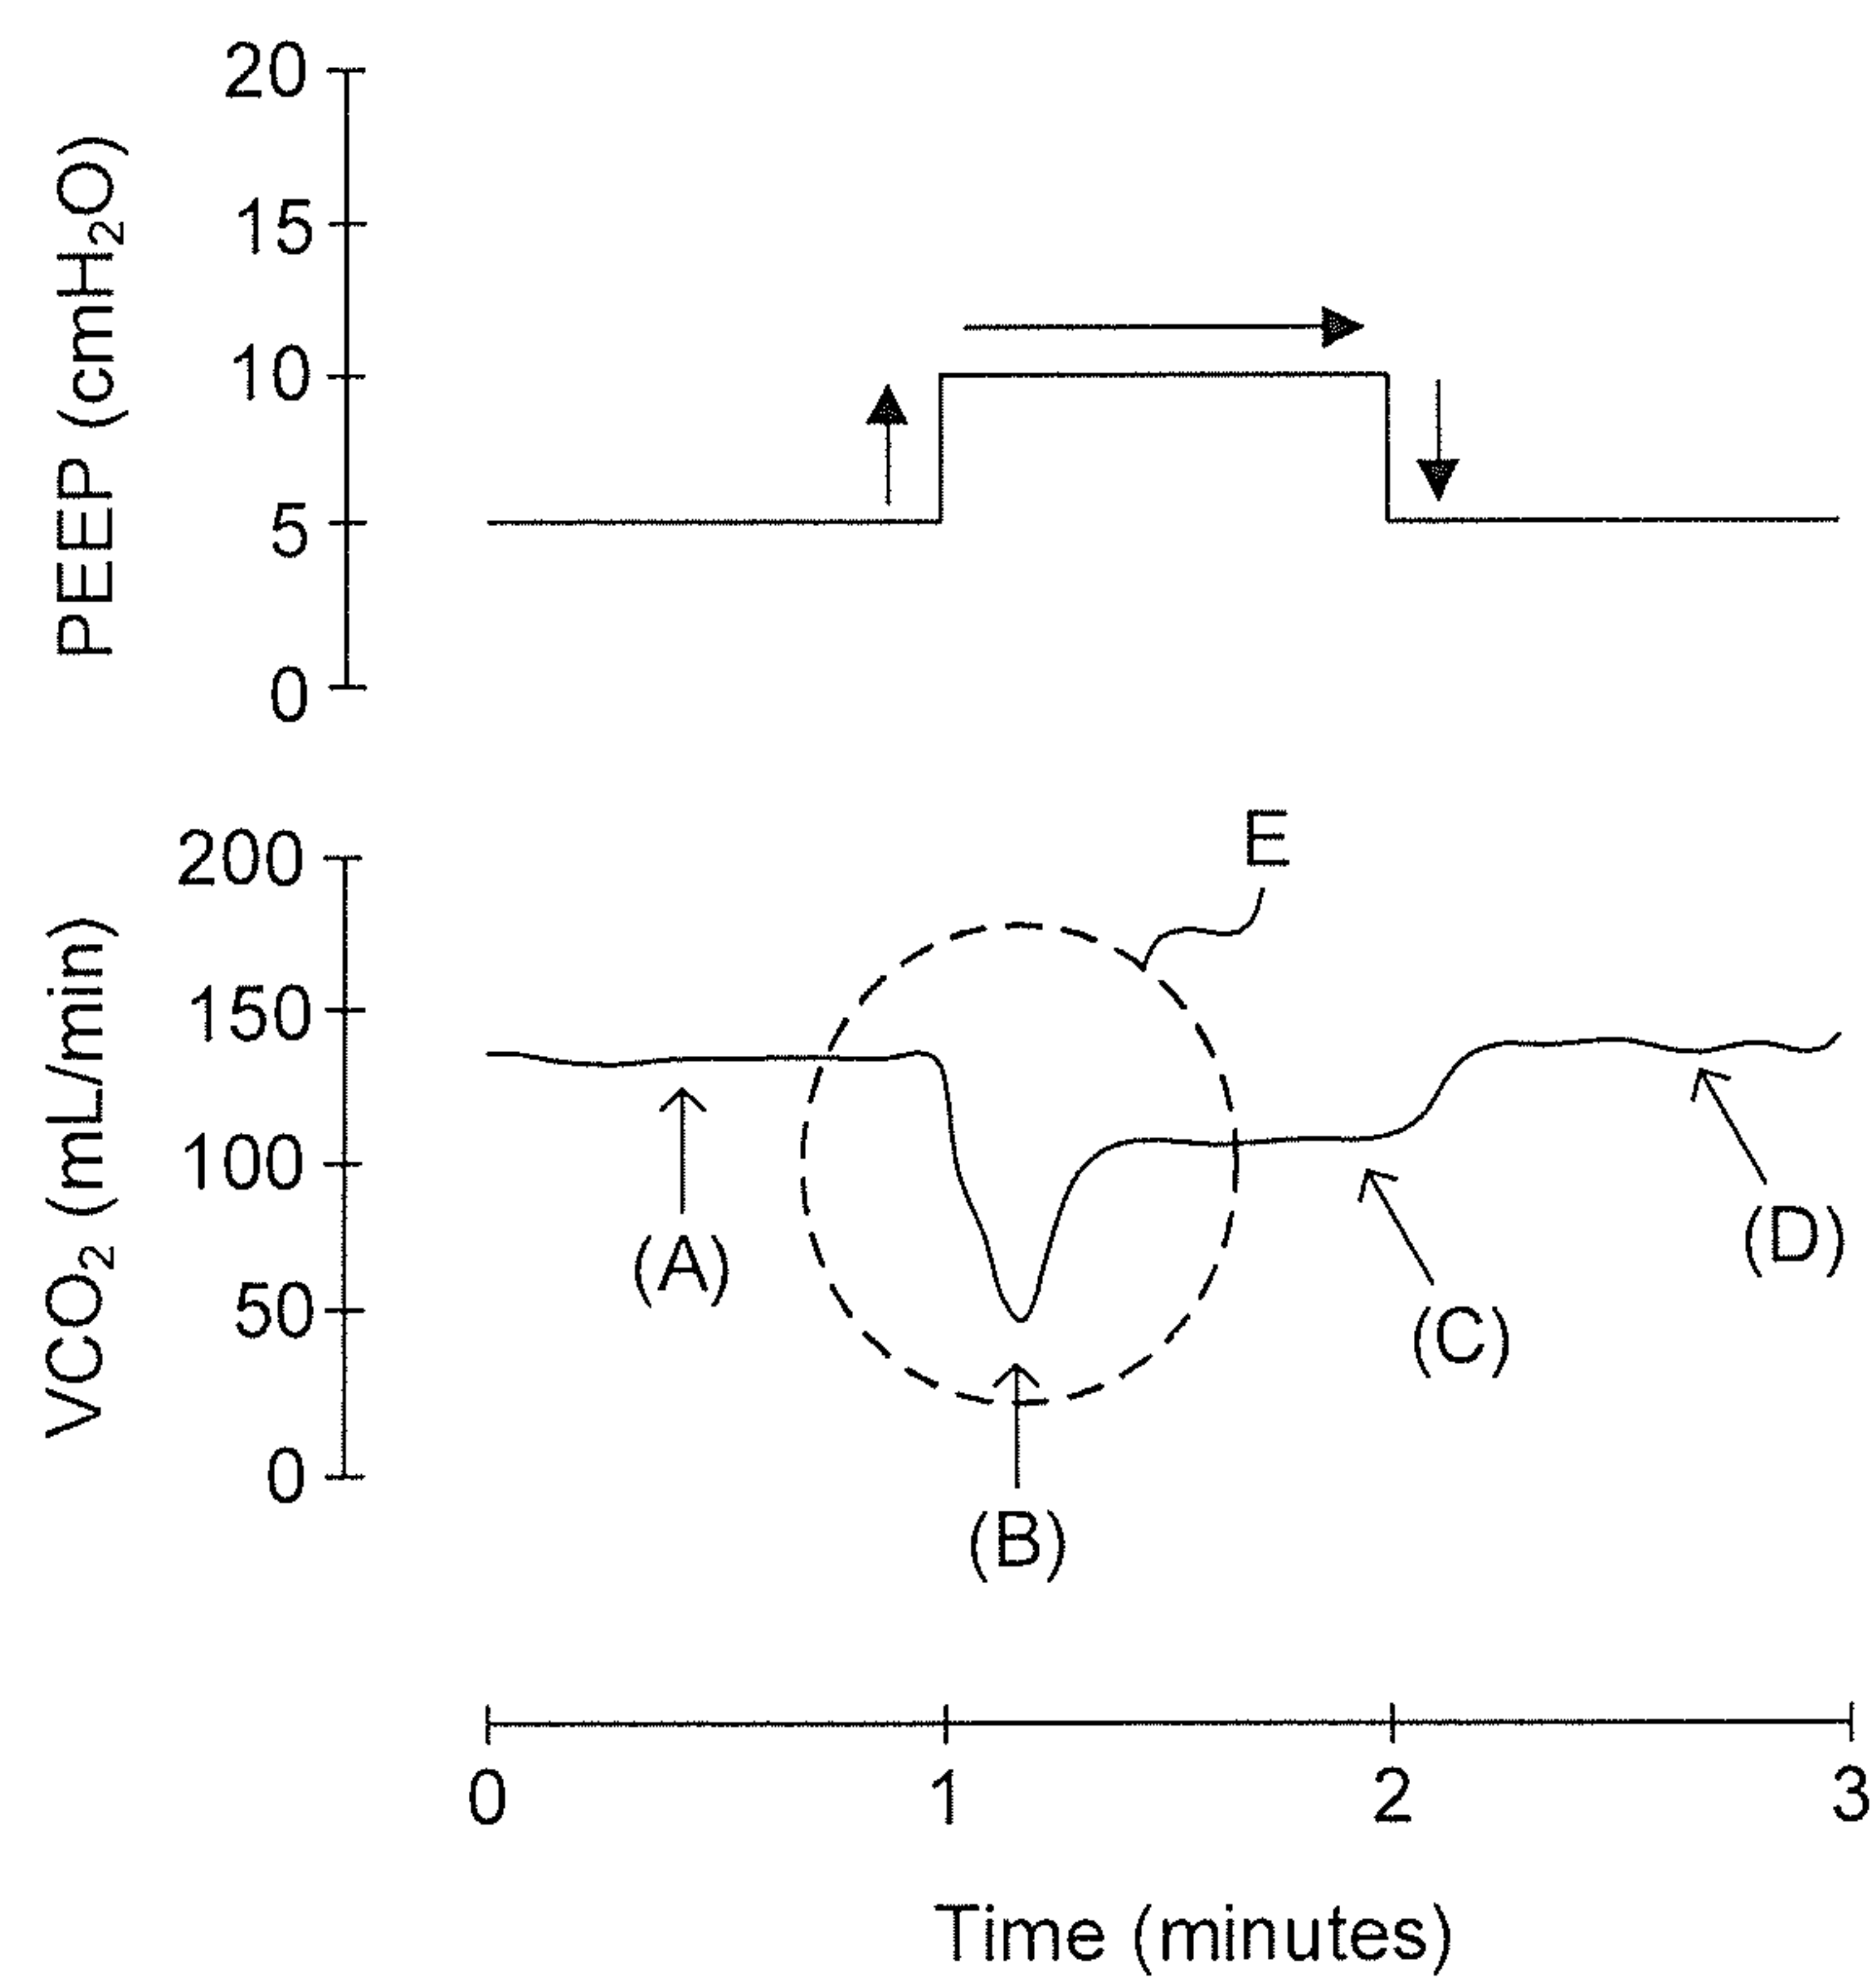 PEEP (cmH₂O)
20
15
10
5
0
VCO₂ (mL/min)
200
150
100
50
0
E
(A)
(B)
(C)
(D)
0 1 2 3
Time (minutes)